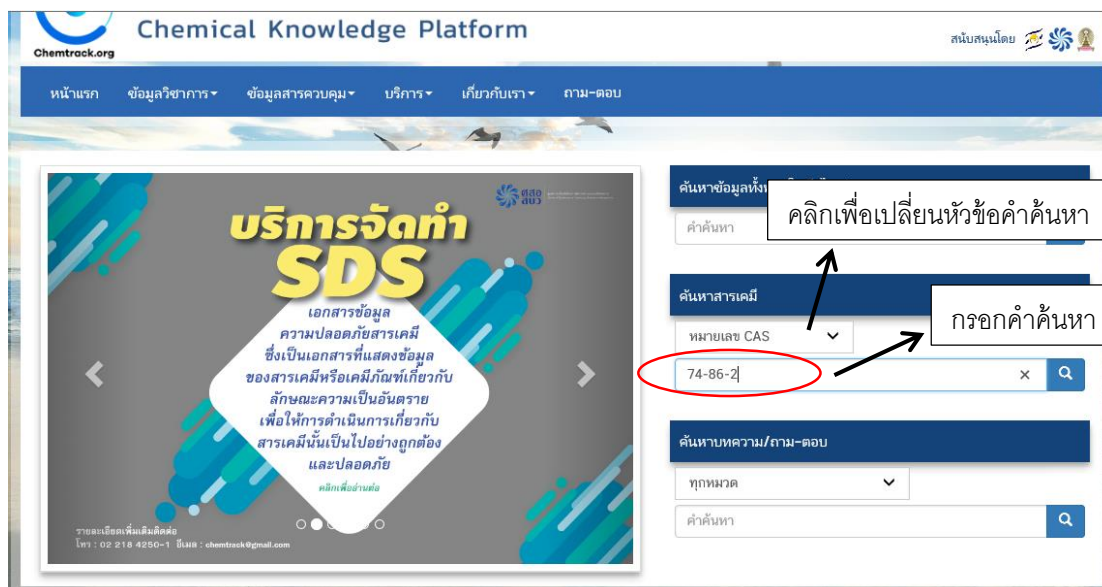 Chemical Knowledge Platform
Chemtrack.org
สนับสนุนโดย
หน้าแรก ข้อมูลวิชาการ ข้อมูลสารควบคุม บริการ เกี่ยวกับเรา ถาม-ตอบ
ศสอ
สบว
บริการจัดทำ
SDS
เอกสารข้อมูล
ความปลอดภัยสารเคมี
ซึ่งเป็นเอกสารที่แสดงข้อมูล
ของสารเคมีหรือเคมีภัณฑ์เกี่ยวกับ
ลักษณะความเป็นอันตราย
เพื่อให้การดำเนินการเกี่ยวกับ
สารเคมีนั้นเป็นไปอย่างถูกต้อง
และปลอดภัย
คลิกเพื่ออ่านต่อ
รายละเอียดเพิ่มเติมติดต่อ
โทร : 02 218 4250-1 อีเมล : chemtrack@gmail.com
ค้นหาข้อมูลทั้ง
คำค้นหา
คลิกเพื่อเปลี่ยนหัวข้อคำค้นหา
ค้นหาสารเคมี
หมายเลข CAS
กรอกคำค้นหา
74-86-2
ค้นหาบทความ/ถาม-ตอบ
ทุกหมวด
คำค้นหา